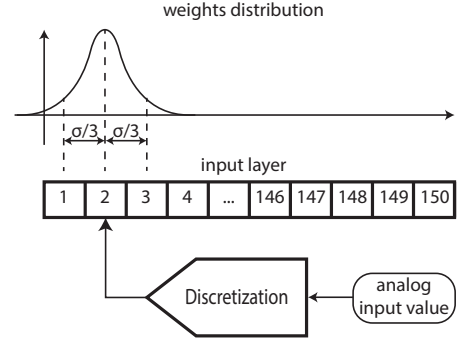 weights distribution
σ/3 σ/3
input layer
1 2 3 4 ... 146 147 148 149 150
Discretization
analog
input value